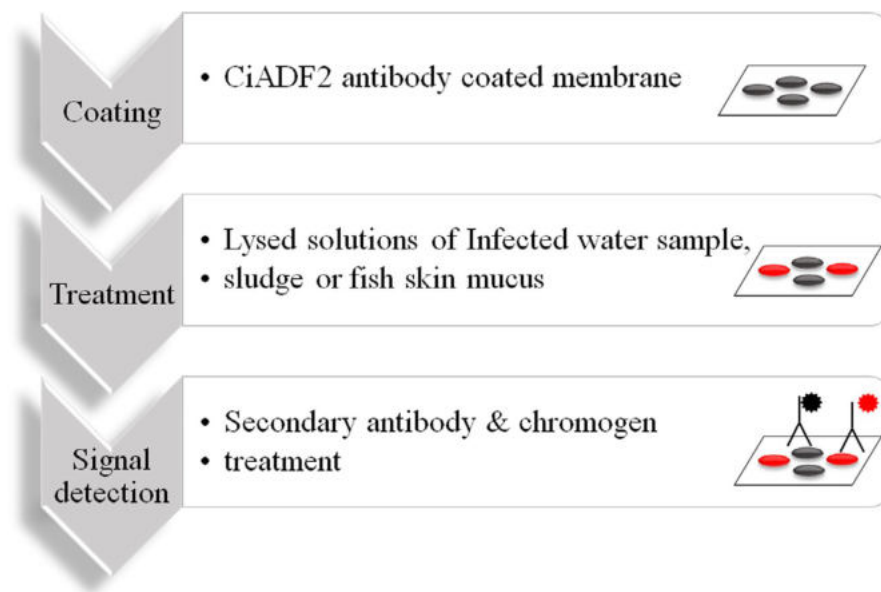 Coating
• CiADF2 antibody coated membrane
Treatment
• Lysed solutions of Infected water sample,
• sludge or fish skin mucus
Signal
detection
• Secondary antibody & chromogen
• treatment